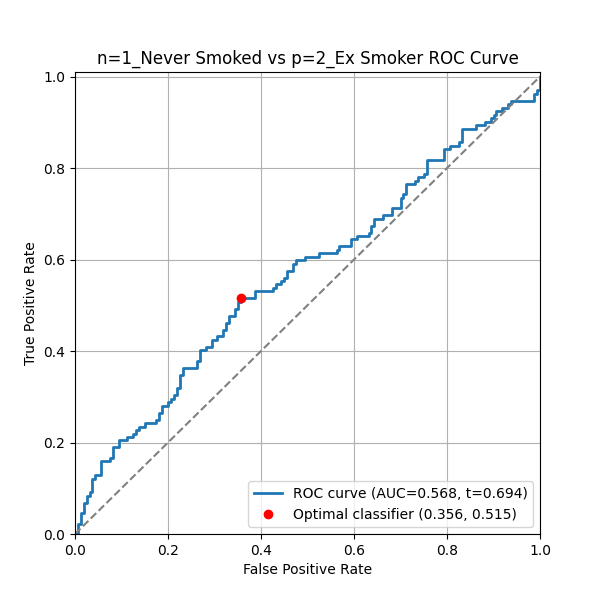 n=1_Never Smoked vs p=2_Ex Smoker ROC Curve
1.0
0.8
0.6
0.4
0.2
0.0
True Positive Rate
ROC curve (AUC=0.568, t=0.694)
Optimal classifier (0.356, 0.515)
0.0 0.2 0.4 0.6 0.8 1.0
False Positive Rate